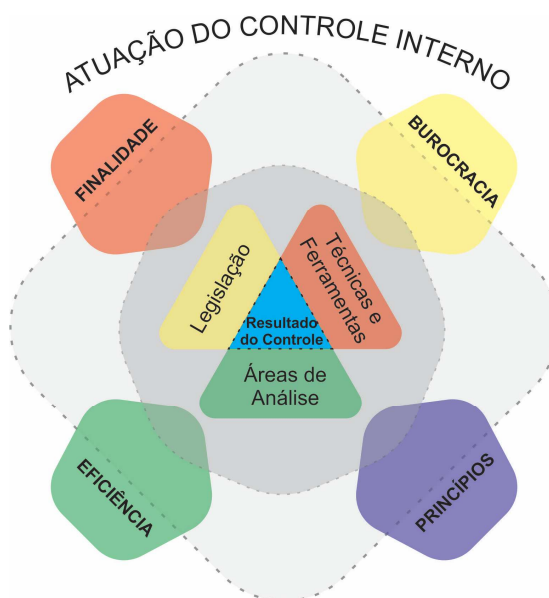 ATUAÇÃO DO CONTROLE INTERNO
FINALIDADE
BUROCRACIA
Legislação
Técnicas e
Ferramentas
Resultado
do Controle
Áreas de
Análise
EFICIÊNCIA
PRINCÍPIOS